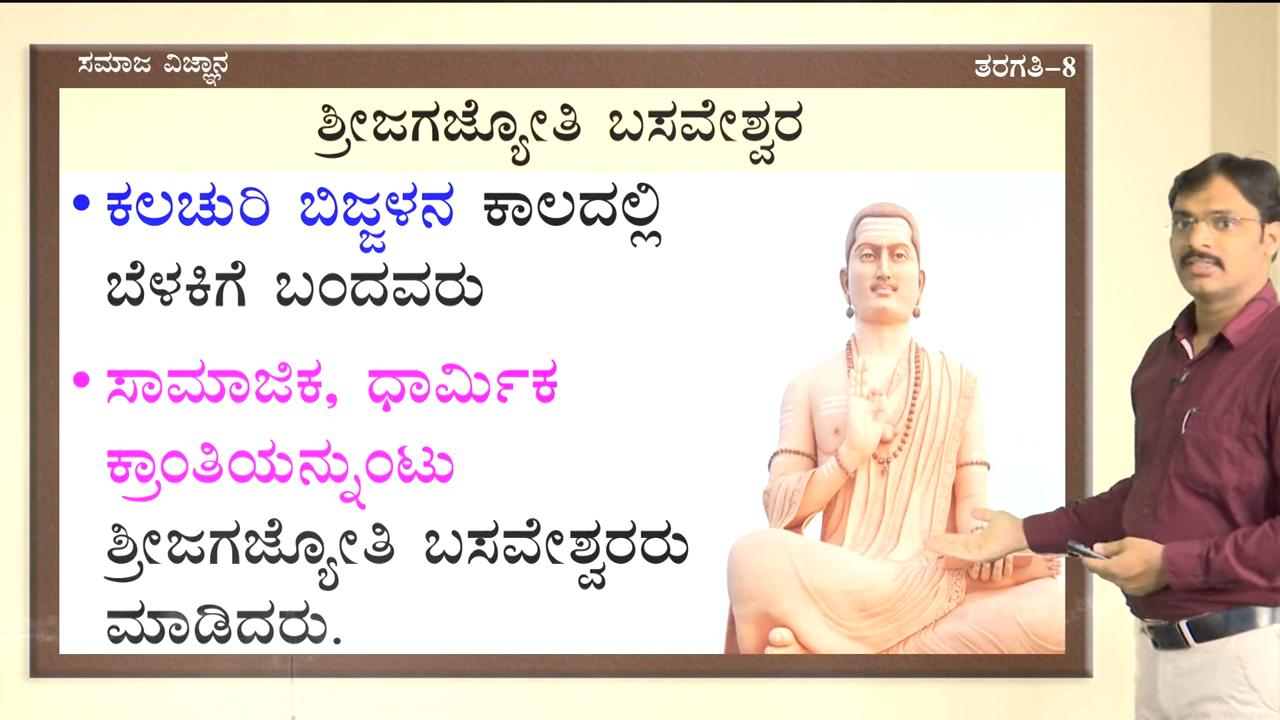 ಸಮಾಜ ವಿಜ್ಞಾನ
ತರಗತಿ-8
ಶ್ರೀಜಗಜ್ಯೋತಿ ಬಸವೇಶ್ವರ
• ಕಲಚುರಿ ಬಿಜ್ಜಳನ ಕಾಲದಲ್ಲಿ
ಬೆಳಕಿಗೆ ಬಂದವರು
• ಸಾಮಾಜಿಕ, ಧಾರ್ಮಿಕ
ಕ್ರಾಂತಿಯನ್ನುಂಟು
ಶ್ರೀಜಗಜ್ಯೋತಿ ಬಸವೇಶ್ವರರು
ಮಾಡಿದರು.